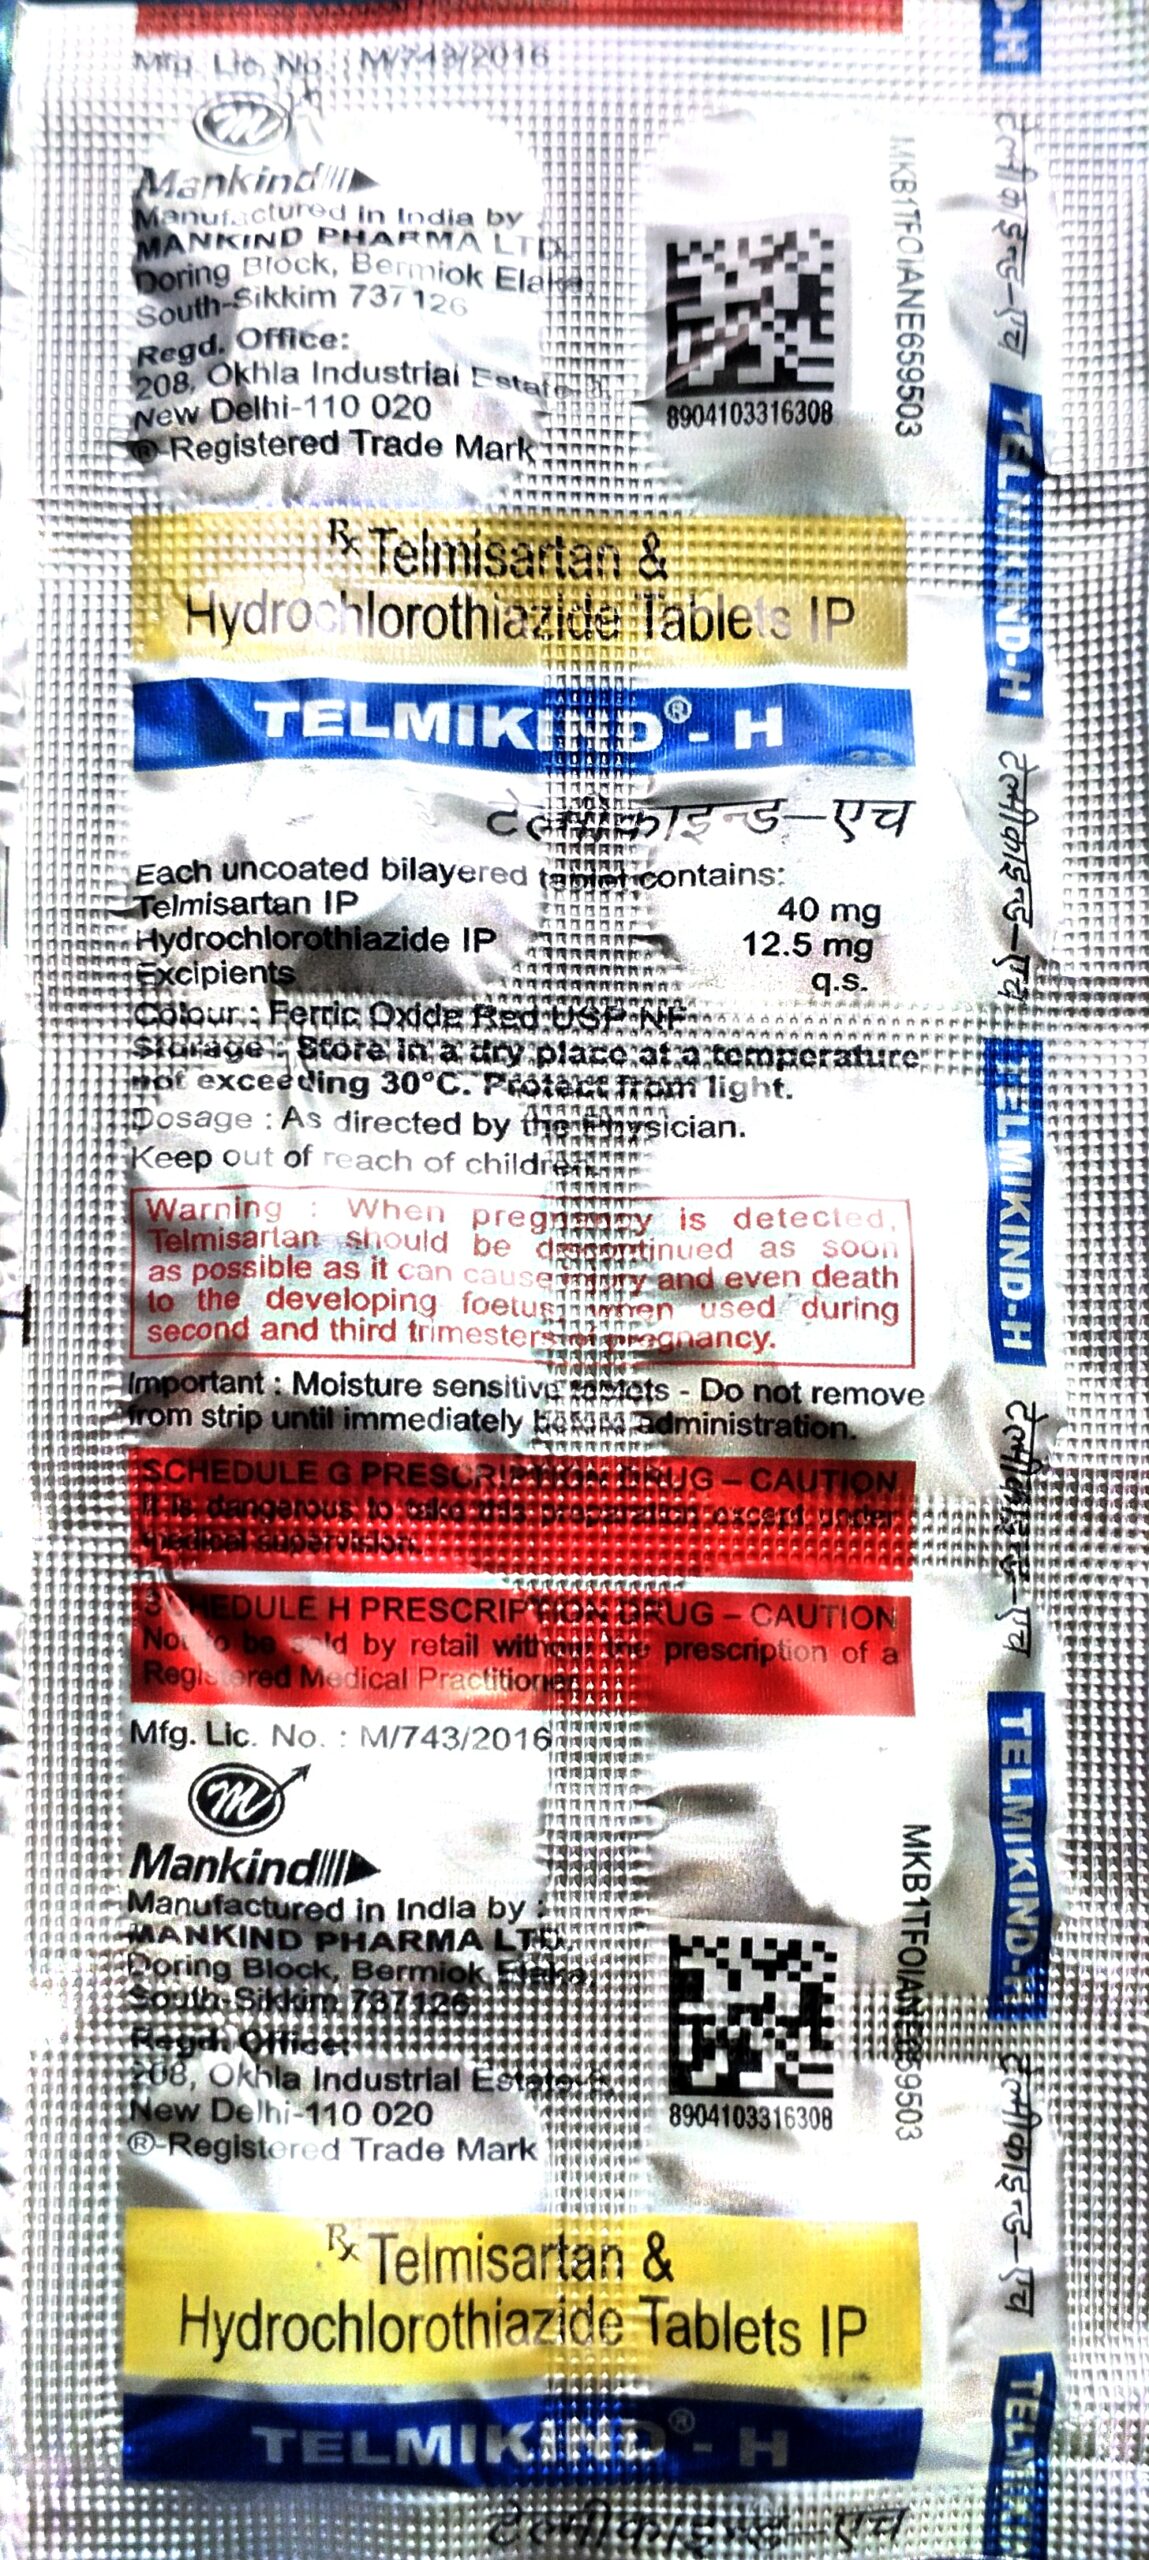 Mfg. Lic. No. : M/743/2016
Mankind
Manufactured in India by :
MANKIND PHARMA LTD.
Doring Block, Bermiok Elaka,
South-Sikkim 737126
Regd. Office:
208, Okhla Industrial
New Delhi-110 020
®-Registered Trade Mark
8904103316308
MKB1TFOIANE659503
Rx Telmisartan &
Hydrochlorothiazide Tablets IP
TELMIKIND® - H
टेल्मीकाइन्ड-एच
Each uncoated bilayered tablet contains:
Telmisartan IP 40 mg
Hydrochlorothiazide IP 12.5 mg
Excipients q.s.
Colour : Ferric Oxide Red USP-NF
Storage : Store in a dry place at a temperature
not exceeding 30°C. Protect from light.
Dosage : As directed by the Physician.
Keep out of reach of children.
Warning : When pregnancy is detected,
Telmisartan should be discontinued as soon
as possible as it can cause injury and even death
to the developing foetus, when used during
second and third trimesters of pregnancy.
Important : Moisture sensitive tablets - Do not remove
from strip until immediately before administration.
SCHEDULE G PRESCRIPTION DRUG – CAUTION
It is dangerous to take this preparation except under
medical supervision.
SCHEDULE H PRESCRIPTION DRUG – CAUTION
Not to be sold by retail without the prescription of a
Registered Medical Practitioner.
Mfg. Lic. No. : M/743/2016
M
Mankind
Manufactured in India by :
MANKIND PHARMA LTD.
Doring Block, Bermiok Elaka,
South-Sikkim 737126
Regd. Office:
208, Okhla Industrial
New Delhi-110 020
®-Registered Trade Mark
8904103316308
MKB1TFOIANE659503
Rx Telmisartan &
Hydrochlorothiazide Tablets IP
TELMIKIND® - H
टेल्मीकाइन्ड-एच
D-H
टेल्मीकाइन्ड-एच
TELMIKIND-H
टेल्मीकाइन्ड-एच
TELMIKIND-H
टेल्मीकाइन्ड-एच
TELMIKIND-H
टेल्मीकाइन्ड-एच